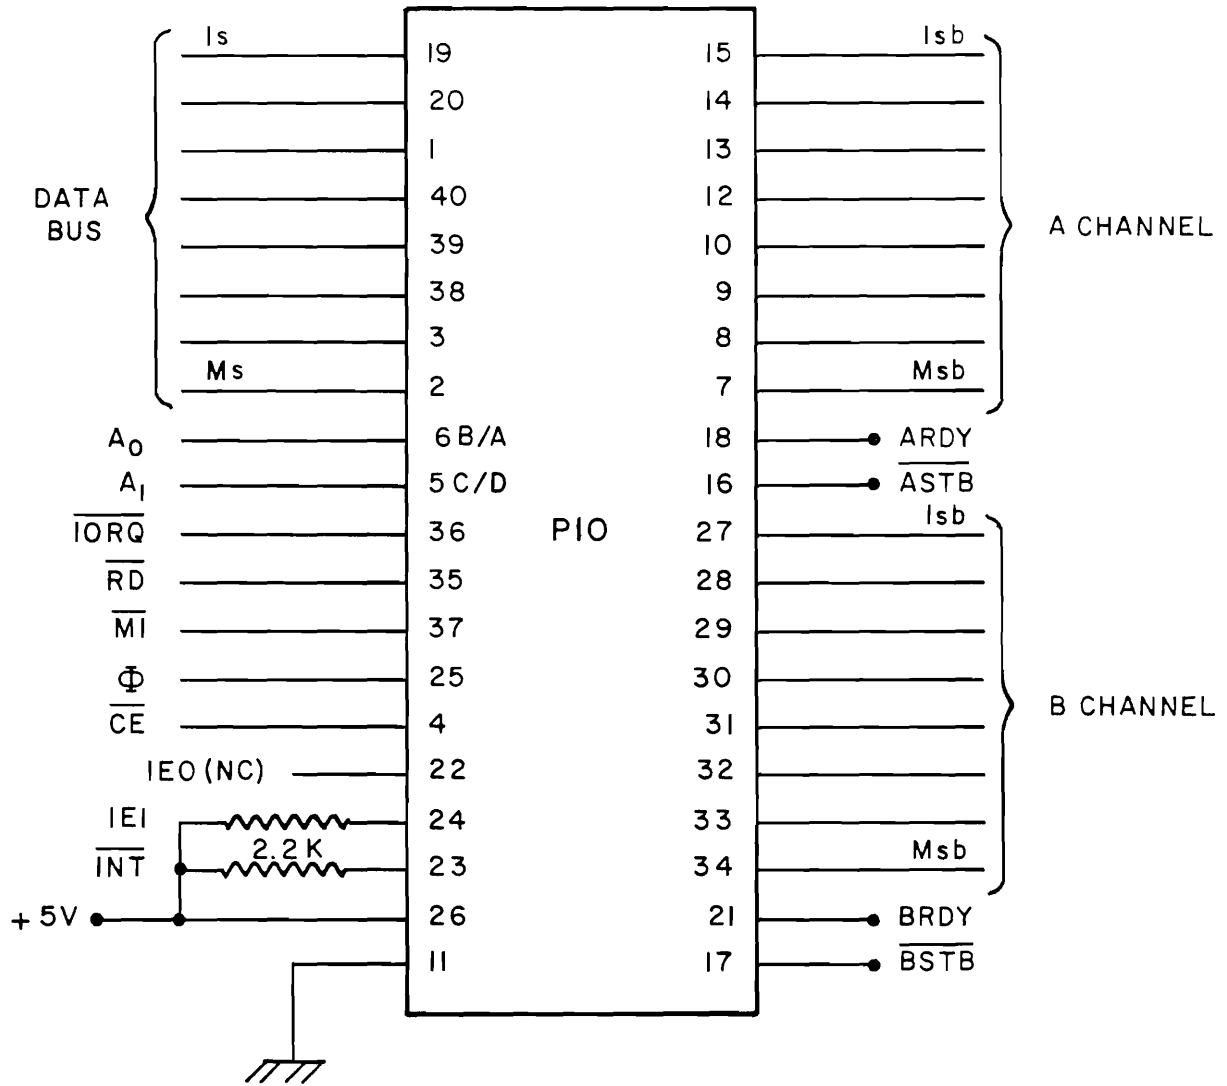 ls 19 15 lsb
20 14
1 13
DATA BUS 40 12
39 10 A CHANNEL
38 9
3 8
Ms 2 7 Msb
A0 6 B/A 18 ARDY
A1 5 C/D 16 ASTB
IORQ 36 PIO 27 lsb
RD 35 28
M1 37 29
Φ 25 30
CE 4 31 B CHANNEL
IEO (NC) 22 32
IEI 24 33
2.2 K
INT 23 34 Msb
+5V 26 21 BRDY
11 17 BSTB